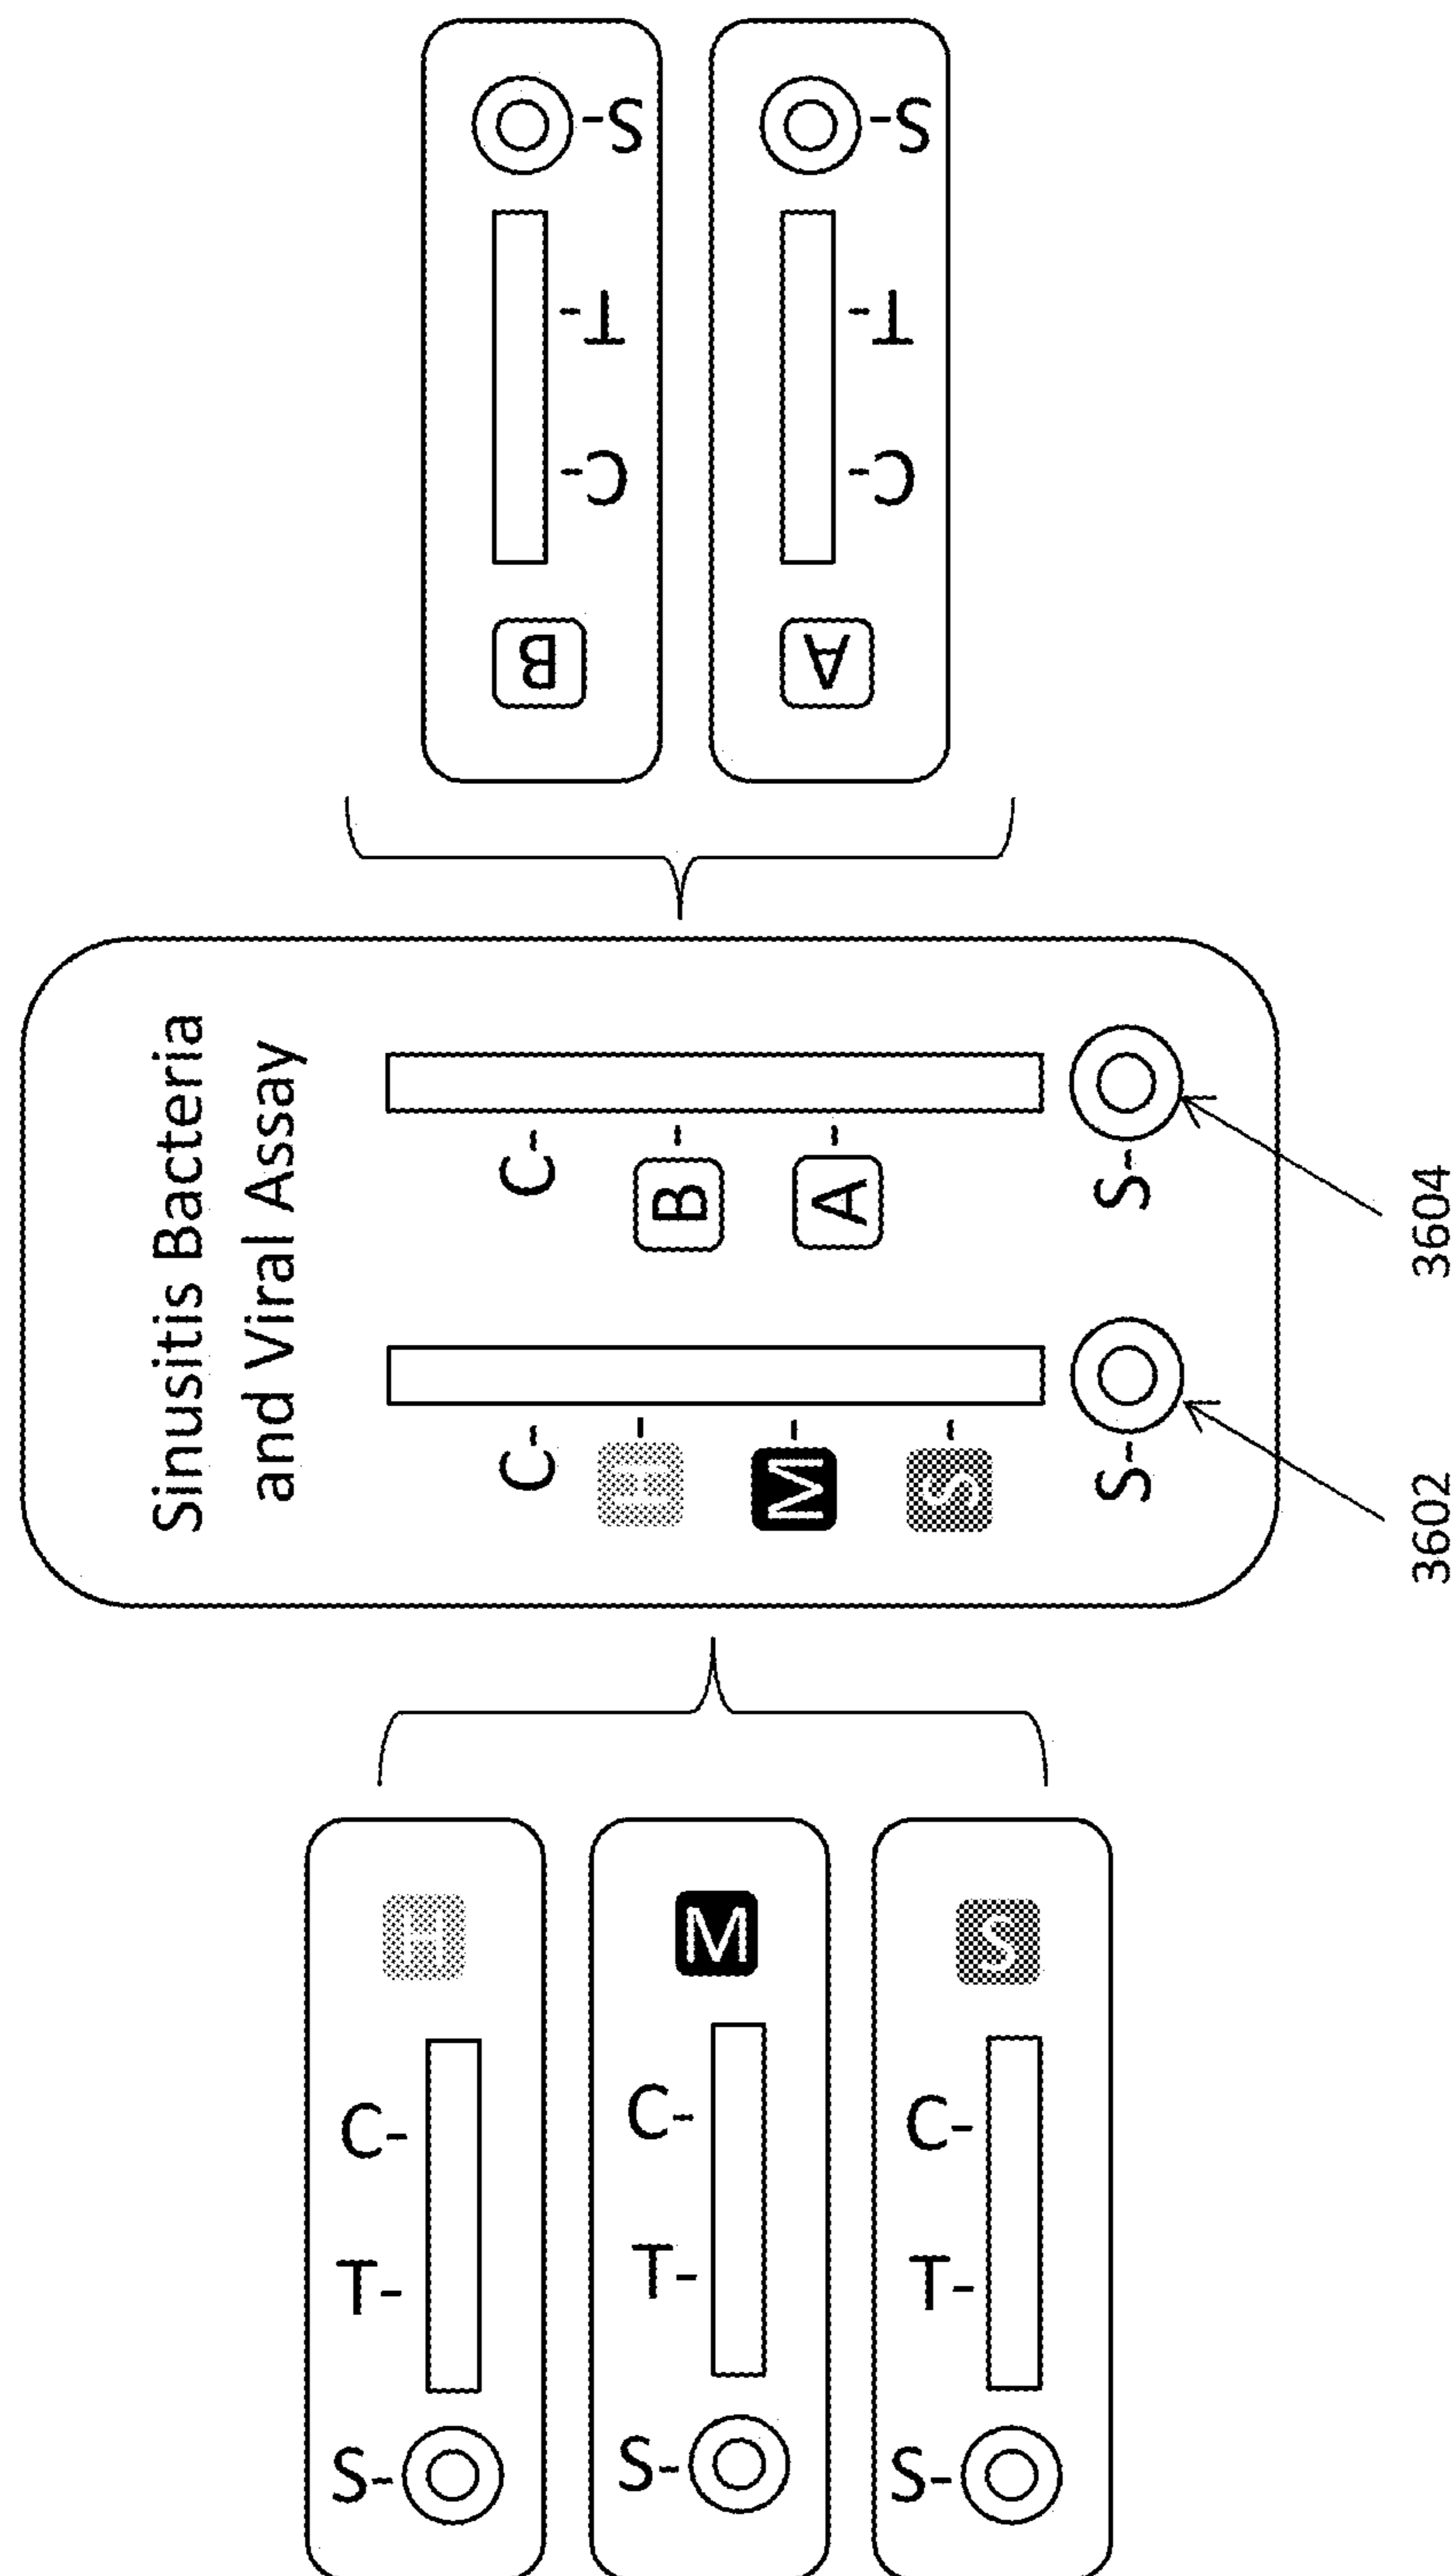 Sinusitis Bacteria
and Viral Assay
C-
H
M
S
S-
C-
B
A
S-
3602
3604
H
C-
T-
S-
M
C-
T-
S-
S
C-
T-
S-
B
C-
T-
S-
A
C-
T-
S-